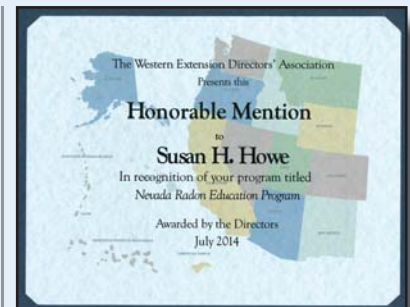 The Western Extension Directors' Association
Presents this
Honorable Mention
to
Susan H. Howe
In recognition of your program titled
Nevada Radon Education Program
Awarded by the Directors
July 2014